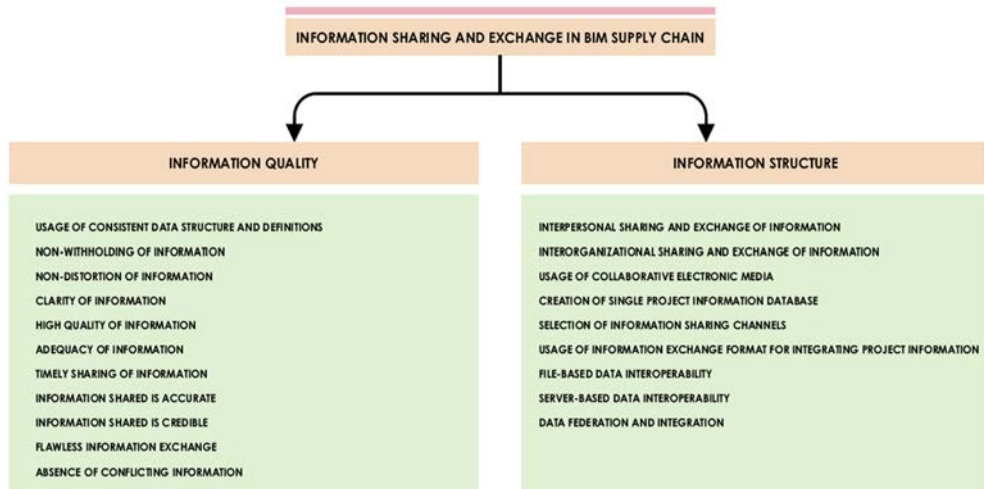 INFORMATION SHARING AND EXCHANGE IN BIM SUPPLY CHAIN
INFORMATION QUALITY
USAGE OF CONSISTENT DATA STRUCTURE AND DEFINITIONS
NON-WITHHOLDING OF INFORMATION
NON-DISTORTION OF INFORMATION
CLARITY OF INFORMATION
HIGH QUALITY OF INFORMATION
ADEQUACY OF INFORMATION
TIMELY SHARING OF INFORMATION
INFORMATION SHARED IS ACCURATE
INFORMATION SHARED IS CREDIBLE
FLAWLESS INFORMATION EXCHANGE
ABSENCE OF CONFLICTING INFORMATION
INFORMATION STRUCTURE
INTERPERSONAL SHARING AND EXCHANGE OF INFORMATION
INTERORGANIZATIONAL SHARING AND EXCHANGE OF INFORMATION
USAGE OF COLLABORATIVE ELECTRONIC MEDIA
CREATION OF SINGLE PROJECT INFORMATION DATABASE
SELECTION OF INFORMATION SHARING CHANNELS
USAGE OF INFORMATION EXCHANGE FORMAT FOR INTEGRATING PROJECT INFORMATION
FILE-BASED DATA INTEROPERABILITY
SERVER-BASED DATA INTEROPERABILITY
DATA FEDERATION AND INTEGRATION